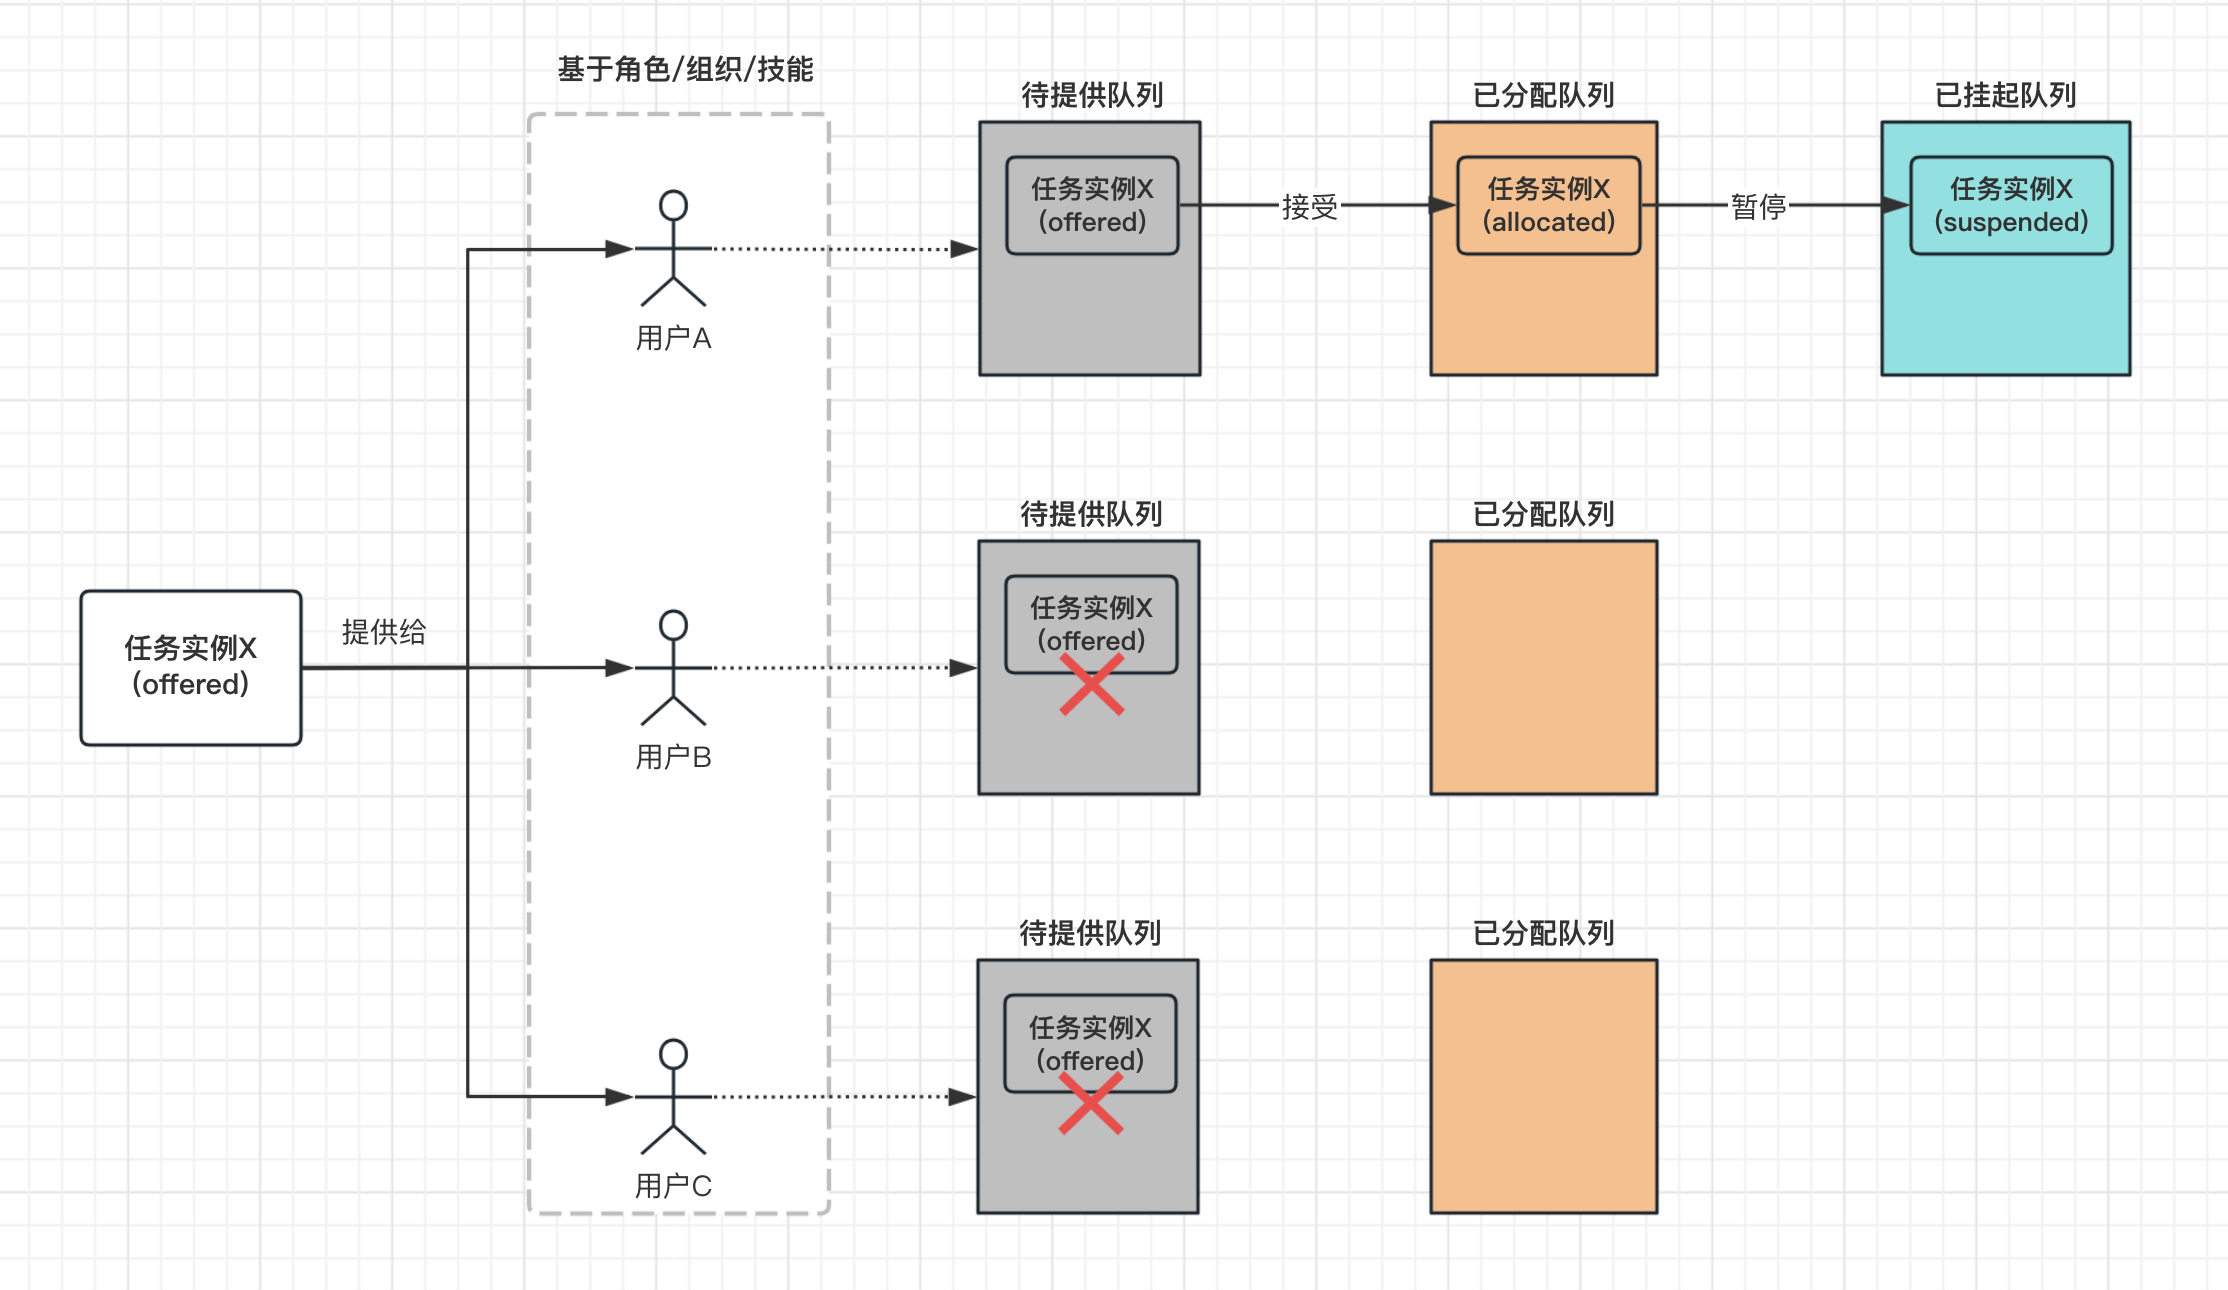 基于角色/组织/技能
待提供队列
已分配队列
已挂起队列
任务实例X
(offered)
接受
任务实例X
(allocated)
暂停
任务实例X
(suspended)
用户A
待提供队列
已分配队列
任务实例X
(offered)
任务实例X
(offered)
提供给
用户B
待提供队列
已分配队列
任务实例X
(offered)
用户C